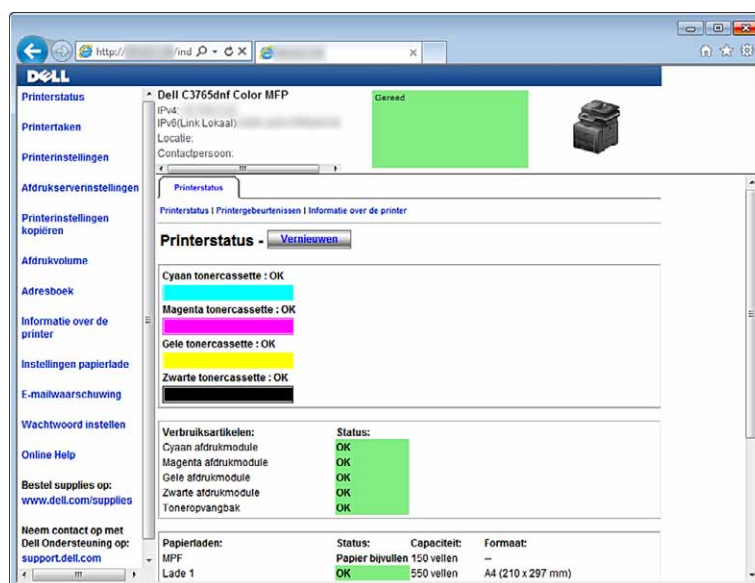 http://
/ind
DELL
Printerstatus
Printertaken
Printerinstellingen
Afdrukserverinstellingen
Printerinstellingen
kopiëren
Afdrukvolume
Adresboek
Informatie over de
printer
Instellingen papierlade
E-mailwaarschuwing
Wachtwoord instellen
Online Help
Bestel supplies op:
www.dell.com/supplies
Neem contact op met
Dell Ondersteuning op:
support.dell.com
Dell C3765dnf Color MFP
IPv4:
IPv6(Link Lokaal):
Locatie:
Contactpersoon:
Gereed
Printerstatus
Printerstatus | Printergebeurtenissen | Informatie over de printer
Printerstatus - Vernieuwen
Cyaan tonercassette : OK
Magenta tonercassette : OK
Gele tonercassette : OK
Zwarte tonercassette : OK
Verbruiksartikelen: Status:
Cyaan afdrukmodule OK
Magenta afdrukmodule OK
Gele afdrukmodule OK
Zwarte afdrukmodule OK
Toneropvangbak OK
Papierladen: Status: Capaciteit: Formaat:
MPF Papier bijvullen 150 vellen --
Lade 1 OK 550 vellen A4 (210 x 297 mm)